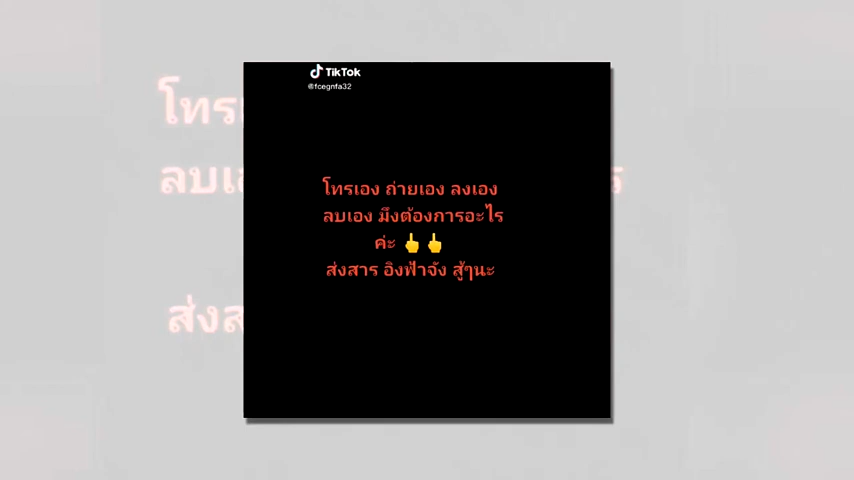 TikTok
@fcegnfa32
โทรเอง ถ่ายเอง ลงเอง
ลบเอง มึงต้องการอะไร
ค่ะ 🖕🖕
ส่งสาร อิงฟ้าจัง สู้ๆนะ